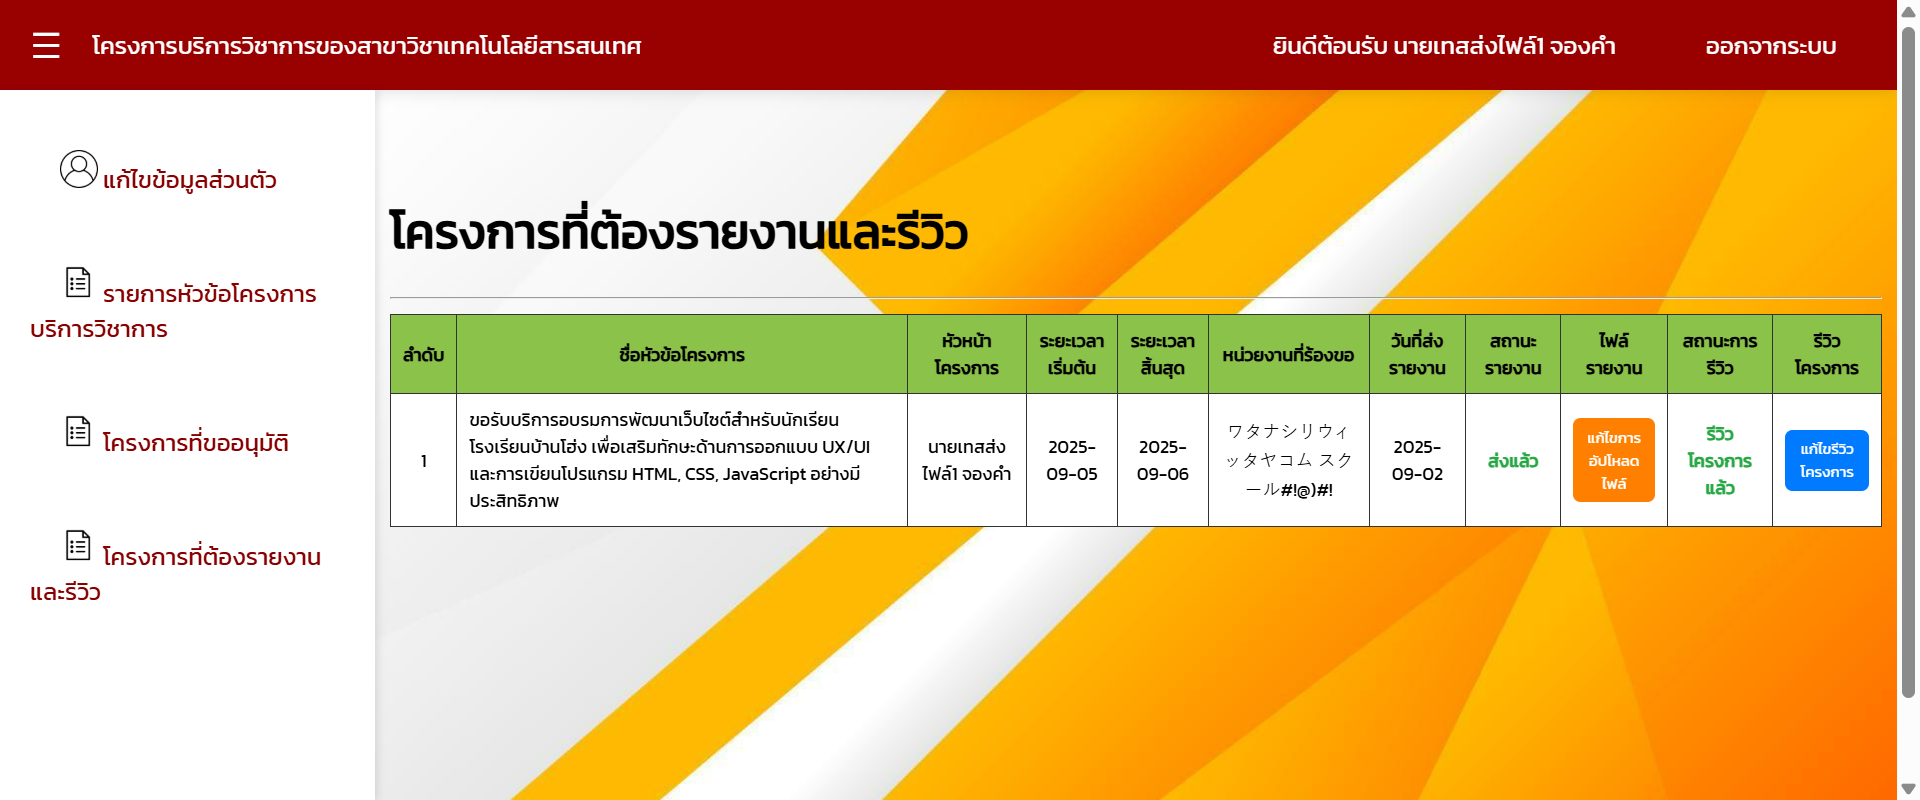 โครงการบริการวิชาการของสาขาวิชาเทคโนโลยีสารสนเทศ
ยินดีต้อนรับ นายเทสส่งไฟล์1 จองคำ
ออกจากระบบ
แก้ไขข้อมูลส่วนตัว
รายการหัวข้อโครงการ
บริการวิชาการ
โครงการที่ขออนุมัติ
โครงการที่ต้องรายงาน
และรีวิว
โครงการที่ต้องรายงานและรีวิว
ลำดับ
ชื่อหัวข้อโครงการ
หัวหน้า
โครงการ
ระยะเวลา
เริ่มต้น
ระยะเวลา
สิ้นสุด
หน่วยงานที่ร้องขอ
วันที่ส่ง
รายงาน
สถานะ
รายงาน
ไฟล์
รายงาน
สถานะการ
รีวิว
รีวิว
โครงการ
1
ขอรับบริการอบรมการพัฒนาเว็บไซต์สำหรับนักเรียน
โรงเรียนบ้านโฮ่ง เพื่อเสริมทักษะด้านการออกแบบ UX/UI
และการเขียนโปรแกรม HTML, CSS, JavaScript อย่างมี
ประสิทธิภาพ
นายเทสส่ง
ไฟล์1 จองคำ
2025-
09-05
2025-
09-06
ワタナシリウィ
ッタヤコム スク
ール#!@)#!
2025-
09-02
ส่งแล้ว
แก้ไขการ
อัปโหลด
ไฟล์
รีวิว
โครงการ
แล้ว
แก้ไขรีวิว
โครงการ